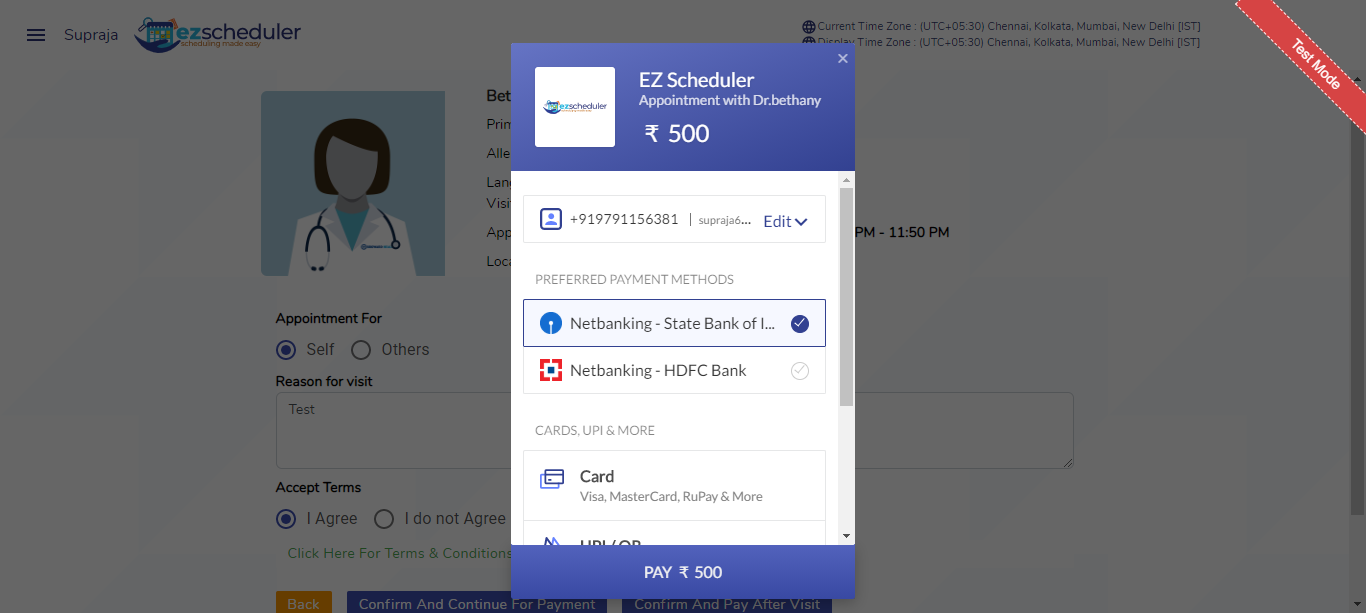 Supraja
ezscheduler
scheduling made easy
Current Time Zone : (UTC+05:30) Chennai, Kolkata, Mumbai, New Delhi [IST]
Display Time Zone : (UTC+05:30) Chennai, Kolkata, Mumbai, New Delhi [IST]
Test Mode
Bet
Prim
Alle
Lan
Visi
App
PM - 11:50 PM
Loca
ezscheduler
EZ Scheduler
Appointment with Dr.bethany
₹ 500
+919791156381 | supraja6... Edit
PREFERRED PAYMENT METHODS
Netbanking - State Bank of I...
Netbanking - HDFC Bank
CARDS, UPI & MORE
Card
Visa, MasterCard, RuPay & More
UPI / QR
PAY ₹ 500
Appointment For
Self Others
Reason for visit
Test
Accept Terms
I Agree I do not Agree
Click Here For Terms & Conditions
Back Confirm And Continue For Payment Confirm And Pay After Visit